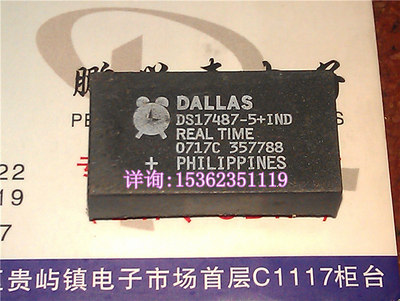 DALLAS
DS17487-5+IND
REAL TIME
0717C 357788
+ PHILIPPINES
详询:15362351119
22
119
7
贵屿镇电子市场首层C1117柜台